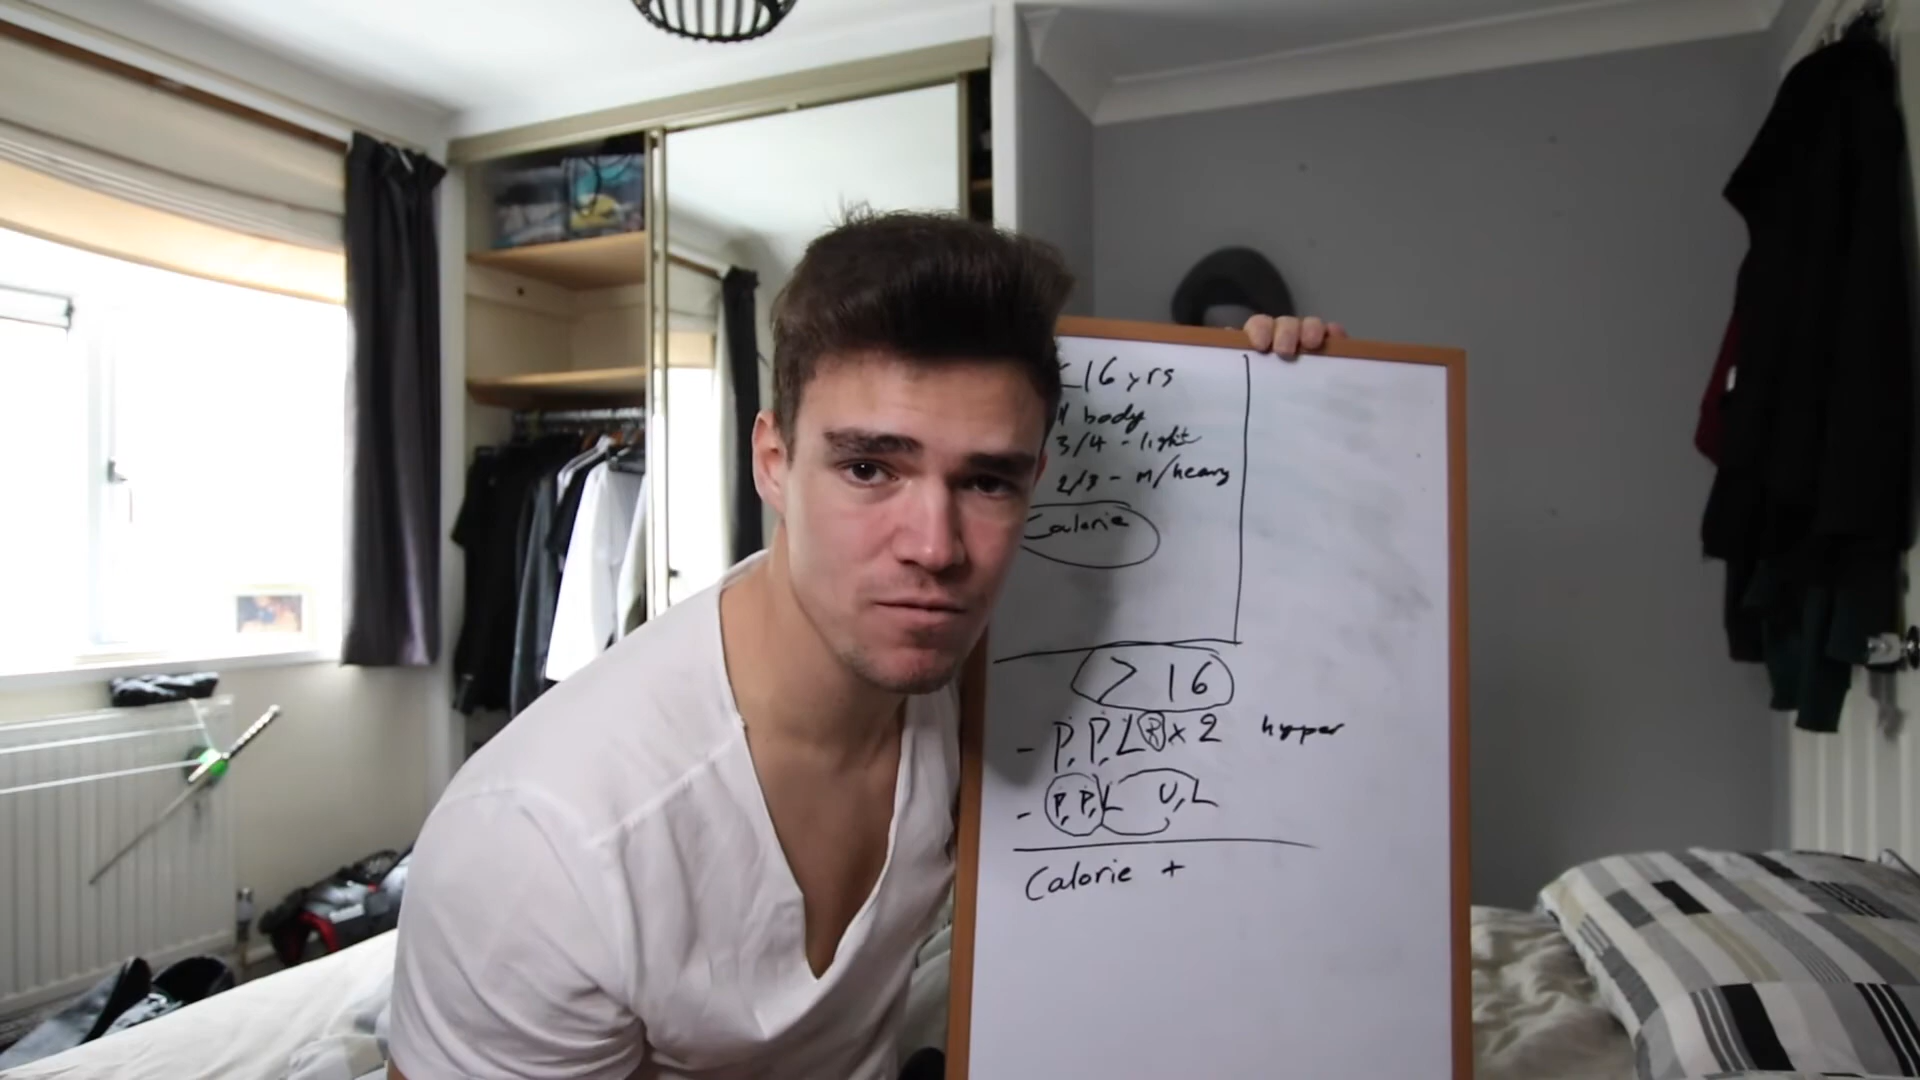 <16 yrs
body
3/4 - light
2/3 - m/heavy
Calorie
> 16
- P, P, L R x 2 hyper
- P, P, L U, L
Calorie +